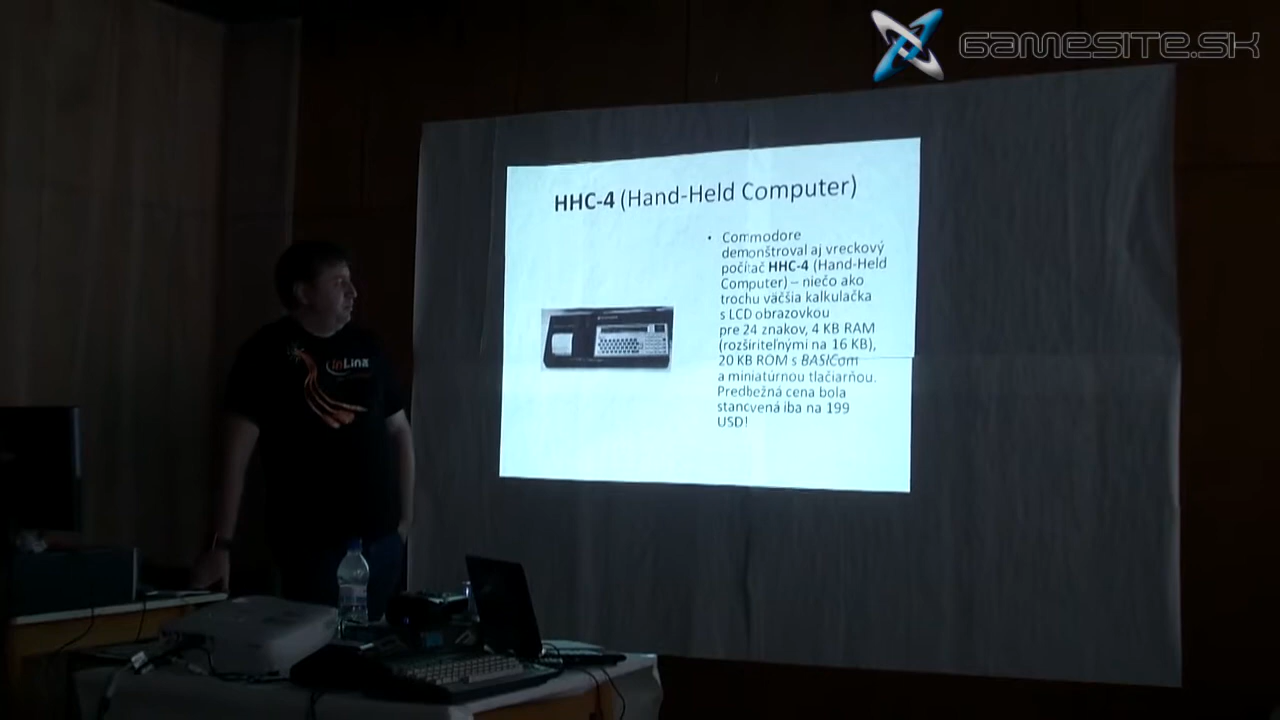 GAMESITE.SK
HHC-4 (Hand-Held Computer)
• Commodore
demonštroval aj vreckový
počítač HHC-4 (Hand-Held
Computer) – niečo ako
trochu väčšia kalkulačka
s LCD obrazovkou
pre 24 znakov, 4 KB RAM
(rozšíriteľnými na 16 KB),
20 KB ROM s BASICom
a miniatúrnou tlačiarňou.
Predbežná cena bola
stanovená iba na 199
USD!
inLine